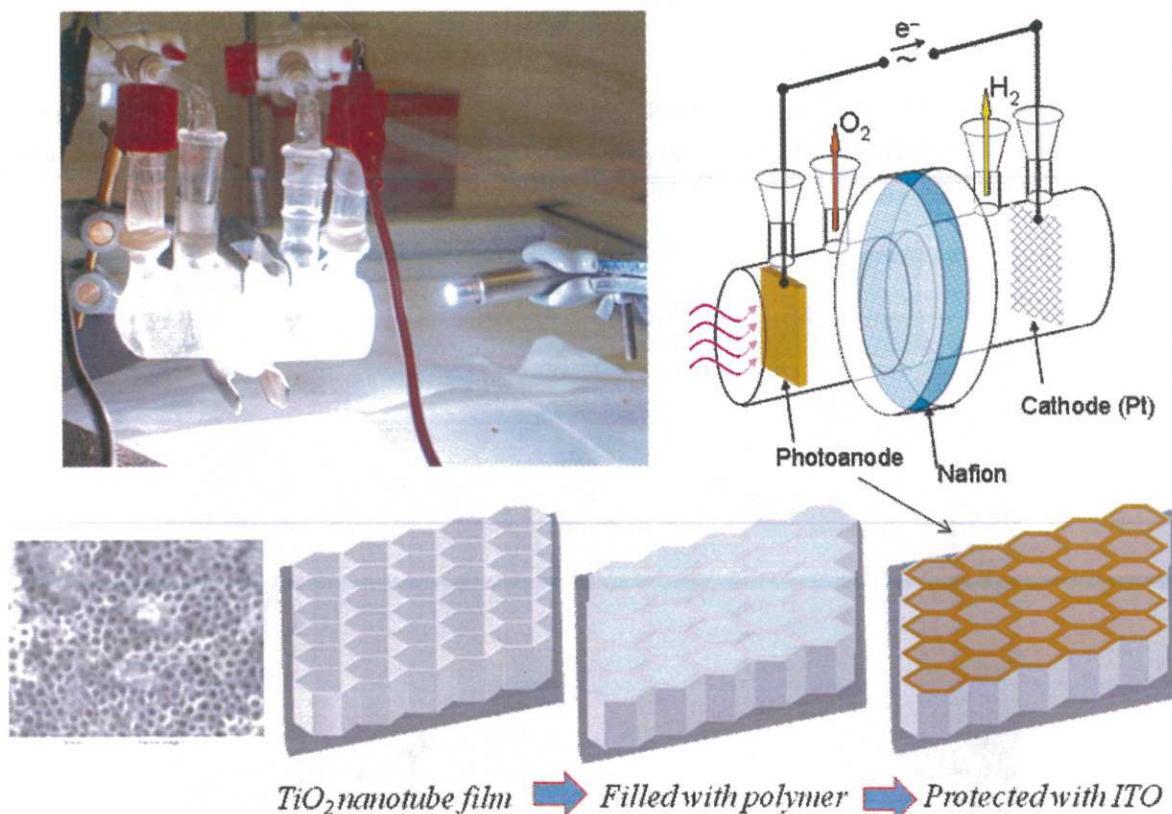 e⁻
~
H₂
O₂
Cathode (Pt)
Photoanode
Nafion
TiO₂ nanotube film
Filled with polymer
Protected with ITO